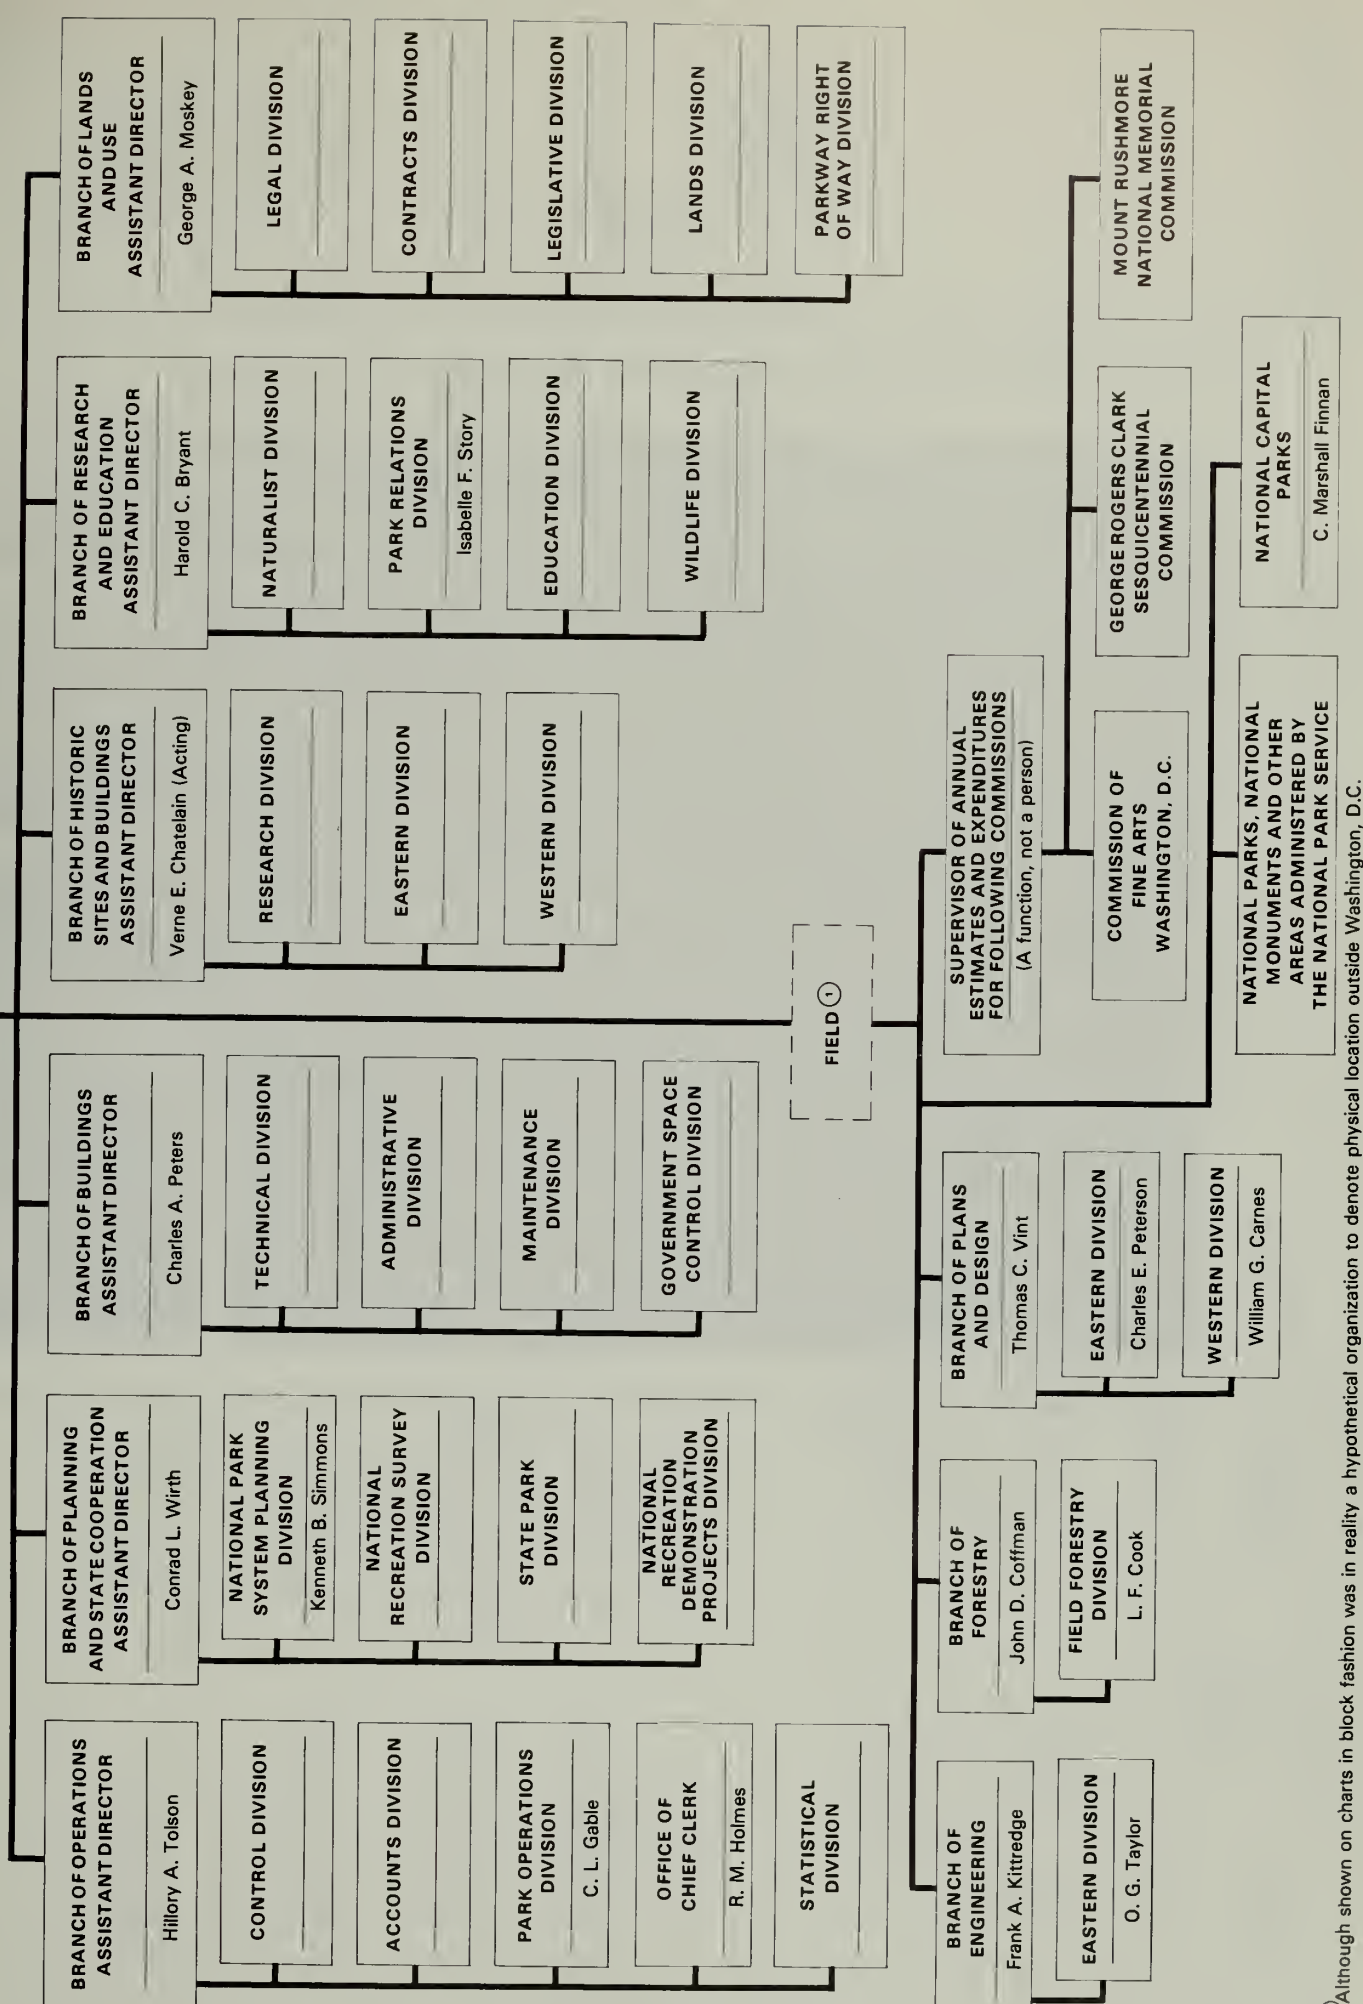 BRANCH OF OPERATIONS
ASSISTANT DIRECTOR
Hillory A. Tolson
CONTROL DIVISION
ACCOUNTS DIVISION
PARK OPERATIONS
DIVISION
C. L. Gable
OFFICE OF
CHIEF CLERK
R. M. Holmes
STATISTICAL
DIVISION
BRANCH OF PLANNING
AND STATE COOPERATION
ASSISTANT DIRECTOR
Conrad L. Wirth
NATIONAL PARK
SYSTEM PLANNING
DIVISION
Kenneth B. Simmons
NATIONAL
RECREATION SURVEY
DIVISION
STATE PARK
DIVISION
NATIONAL
RECREATION
DEMONSTRATION
PROJECTS DIVISION
BRANCH OF BUILDINGS
ASSISTANT DIRECTOR
Charles A. Peters
TECHNICAL DIVISION
ADMINISTRATIVE
DIVISION
MAINTENANCE
DIVISION
GOVERNMENT SPACE
CONTROL DIVISION
BRANCH OF HISTORIC
SITES AND BUILDINGS
ASSISTANT DIRECTOR
Verne E. Chatelain (Acting)
RESEARCH DIVISION
EASTERN DIVISION
WESTERN DIVISION
BRANCH OF RESEARCH
AND EDUCATION
ASSISTANT DIRECTOR
Harold C. Bryant
NATURALIST DIVISION
PARK RELATIONS
DIVISION
Isabelle F. Story
EDUCATION DIVISION
WILDLIFE DIVISION
BRANCH OF LANDS
AND USE
ASSISTANT DIRECTOR
George A. Moskey
LEGAL DIVISION
CONTRACTS DIVISION
LEGISLATIVE DIVISION
LANDS DIVISION
PARKWAY RIGHT
OF WAY DIVISION
FIELD ①
BRANCH OF
ENGINEERING
Frank A. Kittredge
EASTERN DIVISION
O. G. Taylor
BRANCH OF
FORESTRY
John D. Coffman
FIELD FORESTRY
DIVISION
L. F. Cook
BRANCH OF PLANS
AND DESIGN
Thomas C. Vint
EASTERN DIVISION
Charles E. Peterson
WESTERN DIVISION
William G. Carnes
SUPERVISOR OF ANNUAL
ESTIMATES AND EXPENDITURES
FOR FOLLOWING COMMISSIONS
(A function, not a person)
COMMISSION OF
FINE ARTS
WASHINGTON, D.C.
GEORGE ROGERS CLARK
SESQUICENTENNIAL
COMMISSION
MOUNT RUSHMORE
NATIONAL MEMORIAL
COMMISSION
NATIONAL PARKS, NATIONAL
MONUMENTS AND OTHER
AREAS ADMINISTERED BY
THE NATIONAL PARK SERVICE
NATIONAL CAPITAL
PARKS
C. Marshall Finnan
Although shown on charts in block fashion was in reality a hypothetical organization to denote physical location outside Washington, D.C.